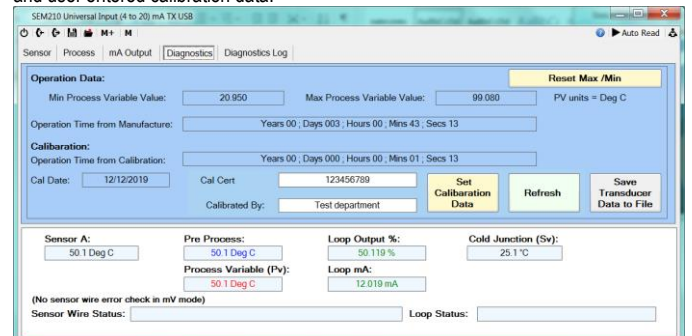 and user entered calibration data.
SEM210 Universal Input (4 to 20) mA TX
USB
M+ M Auto Read
Sensor Process mA Output Diagnostics Diagnostics Log
Operation Data: Reset Max /Min
Min Process Variable Value: 20.950 Max Process Variable Value: 99.080 PV units = Deg C
Operation Time from Manufacture: Years 00 ; Days 003 ; Hours 00 ; Mins 43 ; Secs 13
Calibaration:
Operation Time from Calibration: Years 00 ; Days 000 ; Hours 00 ; Mins 01 ; Secs 13
Cal Date: 12/12/2019 Cal Cert 123456789
Calibrated By: Test department
Set Calibaration Data
Refresh
Save Transducer Data to File
Sensor A: Pre Process: Loop Output %: Cold Junction (Sv):
50.1 Deg C 50.1 Deg C 50.119 % 25.1 °C
Process Variable (Pv): Loop mA:
50.1 Deg C 12.019 mA
(No sensor wire error check in mV mode)
Sensor Wire Status: Loop Status: